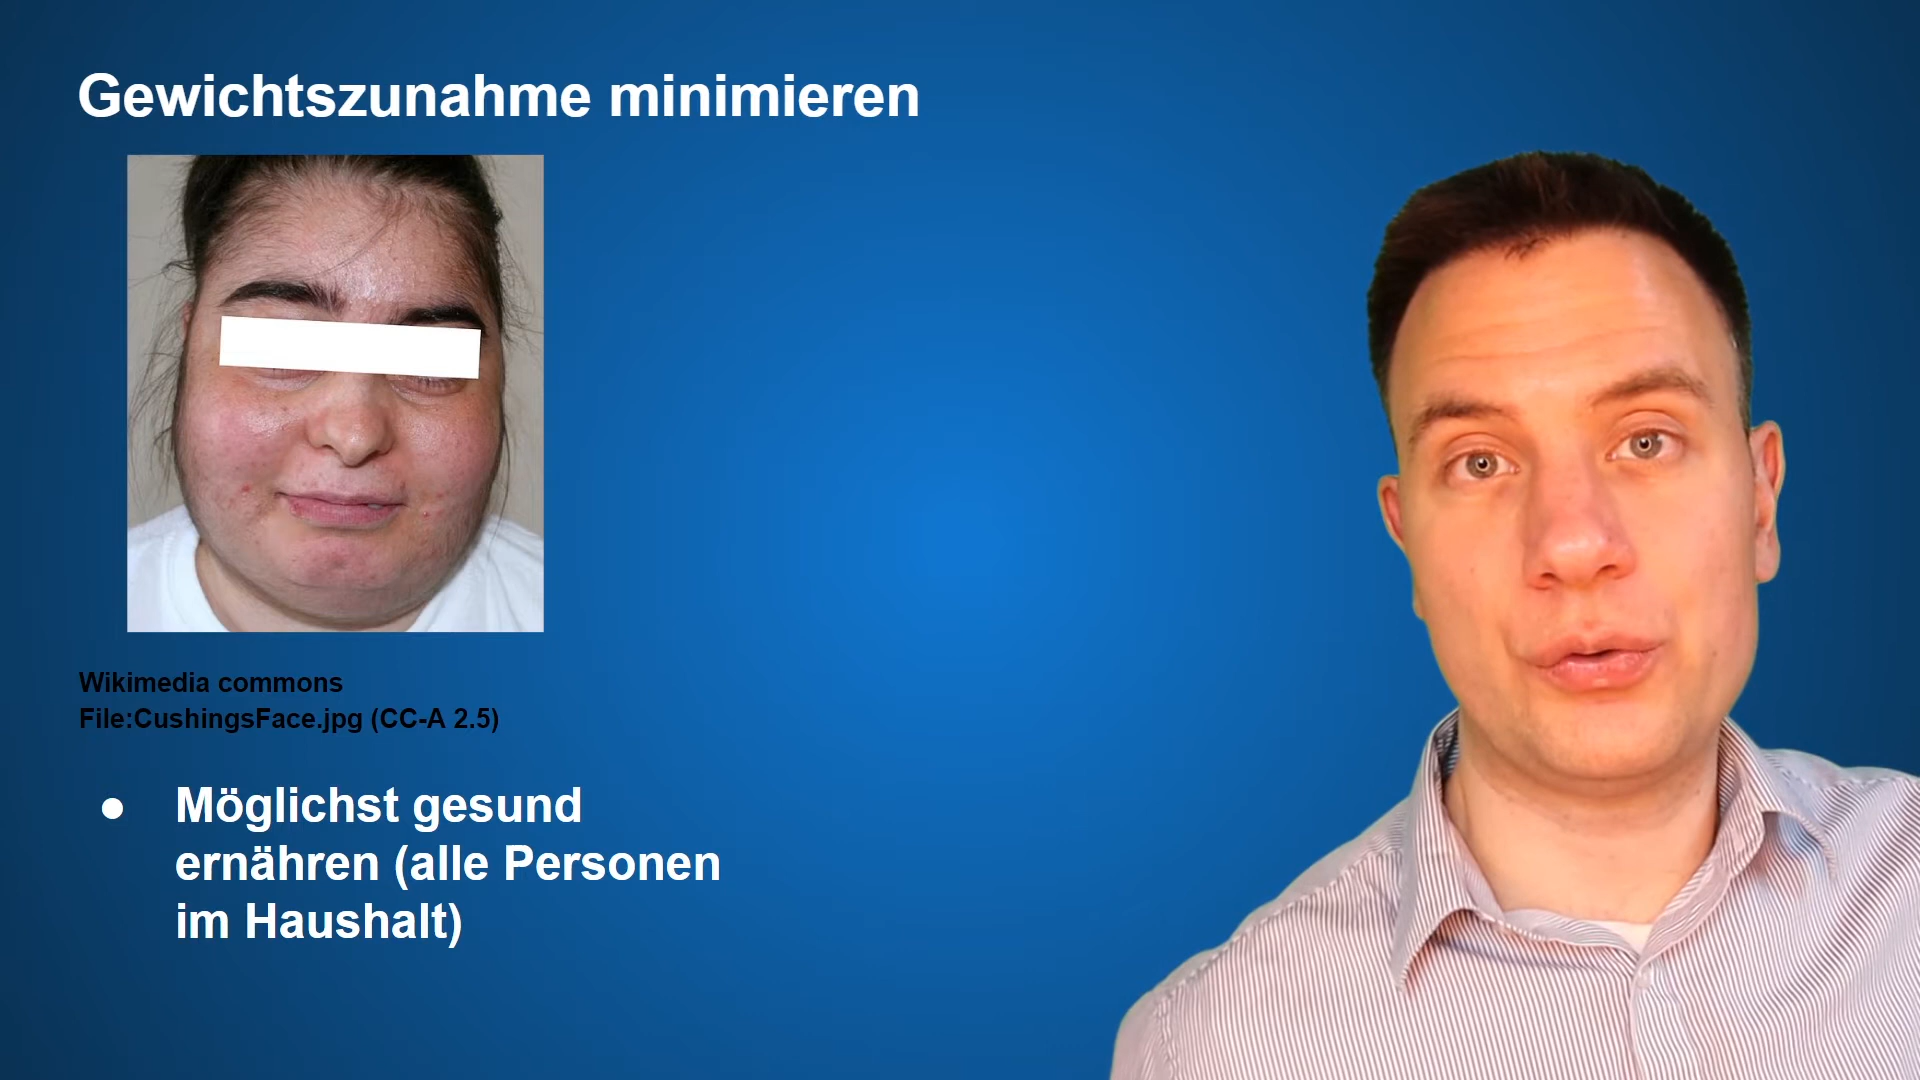 Gewichtszunahme minimieren
Wikimedia commons
File:CushingsFace.jpg (CC-A 2.5)
● Möglichst gesund
ernähren (alle Personen
im Haushalt)